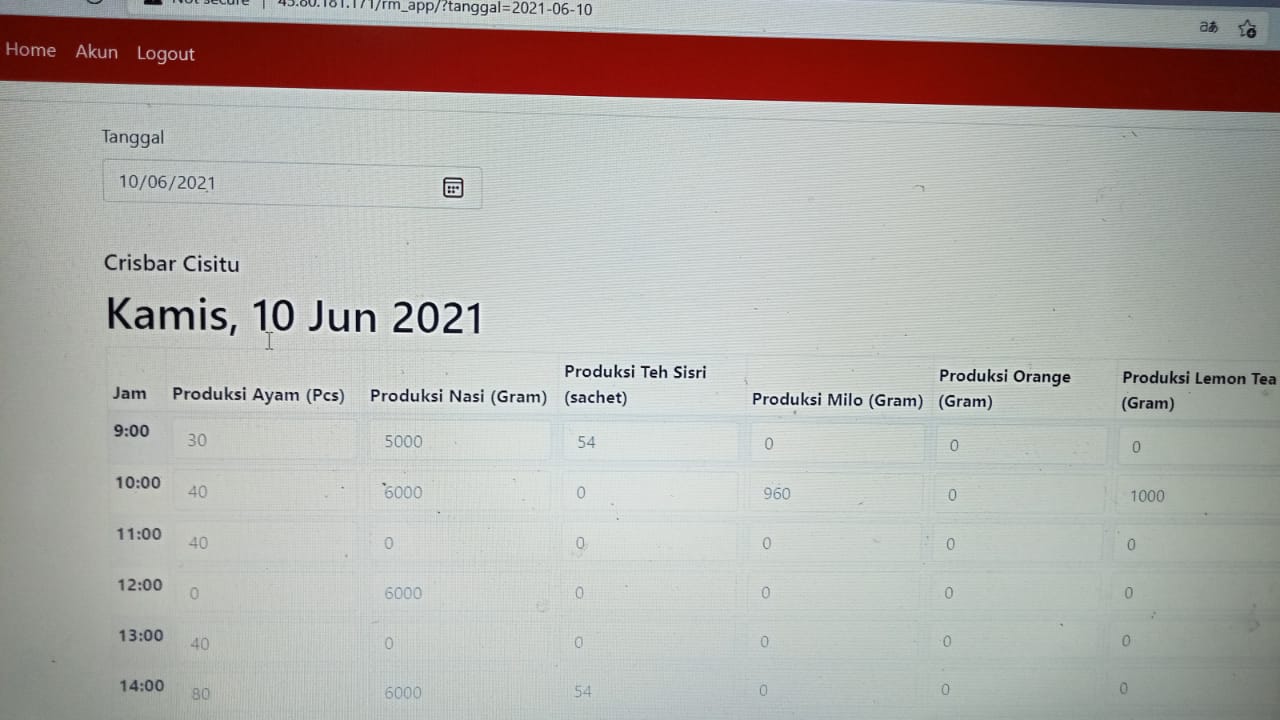 Not secure | 45.80.181.171/rm_app/?tanggal=2021-06-10
aあ
Home Akun Logout
Tanggal
10/06/2021
Crisbar Cisitu
Kamis, 10 Jun 2021
Jam Produksi Ayam (Pcs) Produksi Nasi (Gram) Produksi Teh Sisri (sachet) Produksi Milo (Gram) Produksi Orange (Gram) Produksi Lemon Tea (Gram)
9:00 30 5000 54 0 0 0
10:00 40 6000 0 960 0 1000
11:00 40 0 0 0 0 0
12:00 0 6000 0 0 0 0
13:00 40 0 0 0 0 0
14:00 80 6000 54 0 0 0